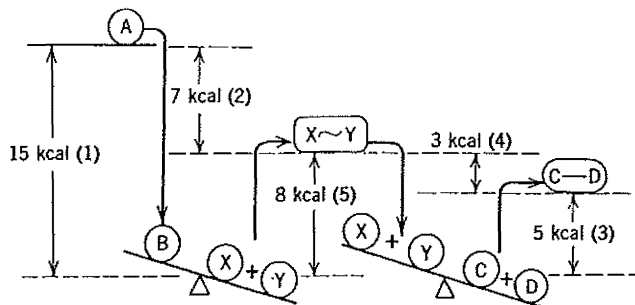 A
7 kcal (2)
X~Y
3 kcal (4)
15 kcal (1)
C—D
8 kcal (5)
B
X + Y
X + Y
5 kcal (3)
C + D